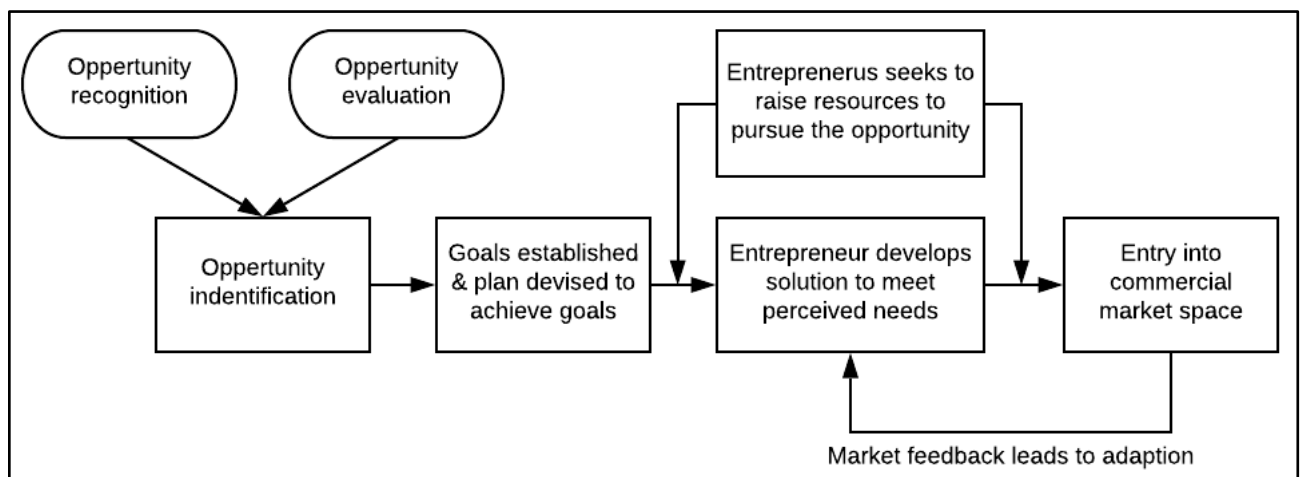 Oppertunity
recognition
Oppertunity
evaluation
Entreprenerus seeks to
raise resources to
pursue the opportunity
Oppertunity
indentification
Goals established
& plan devised to
achieve goals
Entrepreneur develops
solution to meet
perceived needs
Entry into
commercial
market space
Market feedback leads to adaption